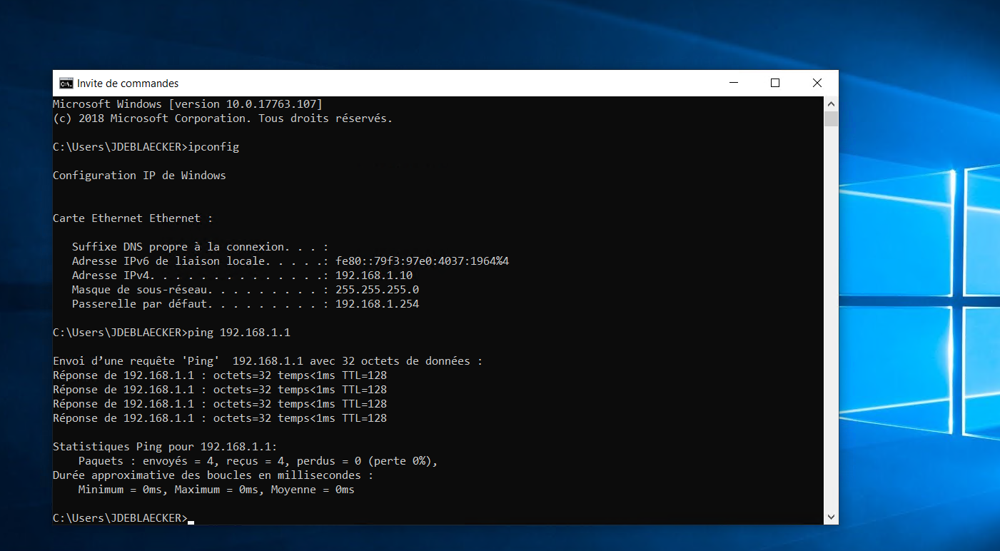 Invite de commandes
Microsoft Windows [version 10.0.17763.107]
(c) 2018 Microsoft Corporation. Tous droits réservés.
C:\Users\JDEBLAECKER>ipconfig
Configuration IP de Windows
Carte Ethernet Ethernet :
Suffixe DNS propre à la connexion. . . :
Adresse IPv6 de liaison locale. . . . .: fe80::79f3:97e0:4037:1964%4
Adresse IPv4. . . . . . . . . . . . . .: 192.168.1.10
Masque de sous-réseau. . . . . . . . . : 255.255.255.0
Passerelle par défaut. . . . . . . . . : 192.168.1.254
C:\Users\JDEBLAECKER>ping 192.168.1.1
Envoi d’une requête 'Ping'  192.168.1.1 avec 32 octets de données :
Réponse de 192.168.1.1 : octets=32 temps<1ms TTL=128
Réponse de 192.168.1.1 : octets=32 temps<1ms TTL=128
Réponse de 192.168.1.1 : octets=32 temps<1ms TTL=128
Réponse de 192.168.1.1 : octets=32 temps<1ms TTL=128
Statistiques Ping pour 192.168.1.1:
Paquets : envoyés = 4, reçus = 4, perdus = 0 (perte 0%),
Durée approximative des boucles en millisecondes :
Minimum = 0ms, Maximum = 0ms, Moyenne = 0ms
C:\Users\JDEBLAECKER>